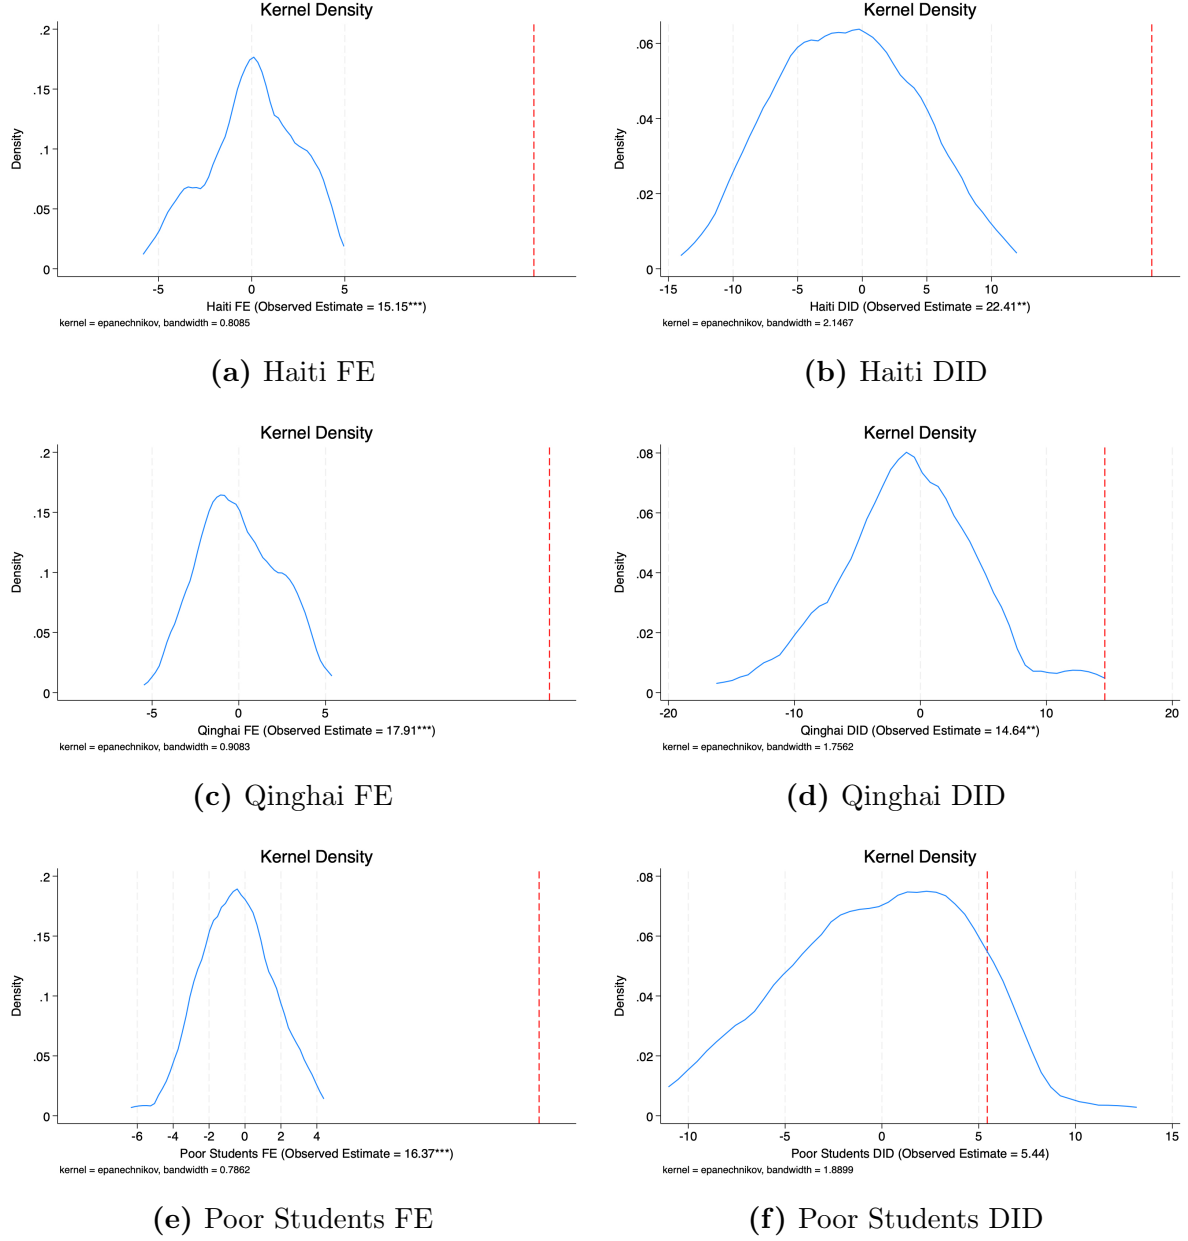 Kernel Density
Density
.2
.15
.1
.05
0
-5
0
5
Haiti FE (Observed Estimate = 15.15***)
kernel = epanechnikov, bandwidth = 0.8085
(a) Haiti FE
Kernel Density
Density
.06
.04
.02
0
-15
-10
-5
0
5
10
Haiti DID (Observed Estimate = 22.41**)
kernel = epanechnikov, bandwidth = 2.1467
(b) Haiti DID
Kernel Density
Density
.2
.15
.1
.05
0
-5
0
5
Qinghai FE (Observed Estimate = 17.91***)
kernel = epanechnikov, bandwidth = 0.9083
(c) Qinghai FE
Kernel Density
Density
.08
.06
.04
.02
0
-20
-10
0
10
20
Qinghai DID (Observed Estimate = 14.64**)
kernel = epanechnikov, bandwidth = 1.7562
(d) Qinghai DID
Kernel Density
Density
.2
.15
.1
.05
0
-6
-4
-2
0
2
4
Poor Students FE (Observed Estimate = 16.37***)
kernel = epanechnikov, bandwidth = 0.7862
(e) Poor Students FE
Kernel Density
Density
.08
.06
.04
.02
0
-10
-5
0
5
10
15
Poor Students DID (Observed Estimate = 5.44)
kernel = epanechnikov, bandwidth = 1.8899
(f) Poor Students DID